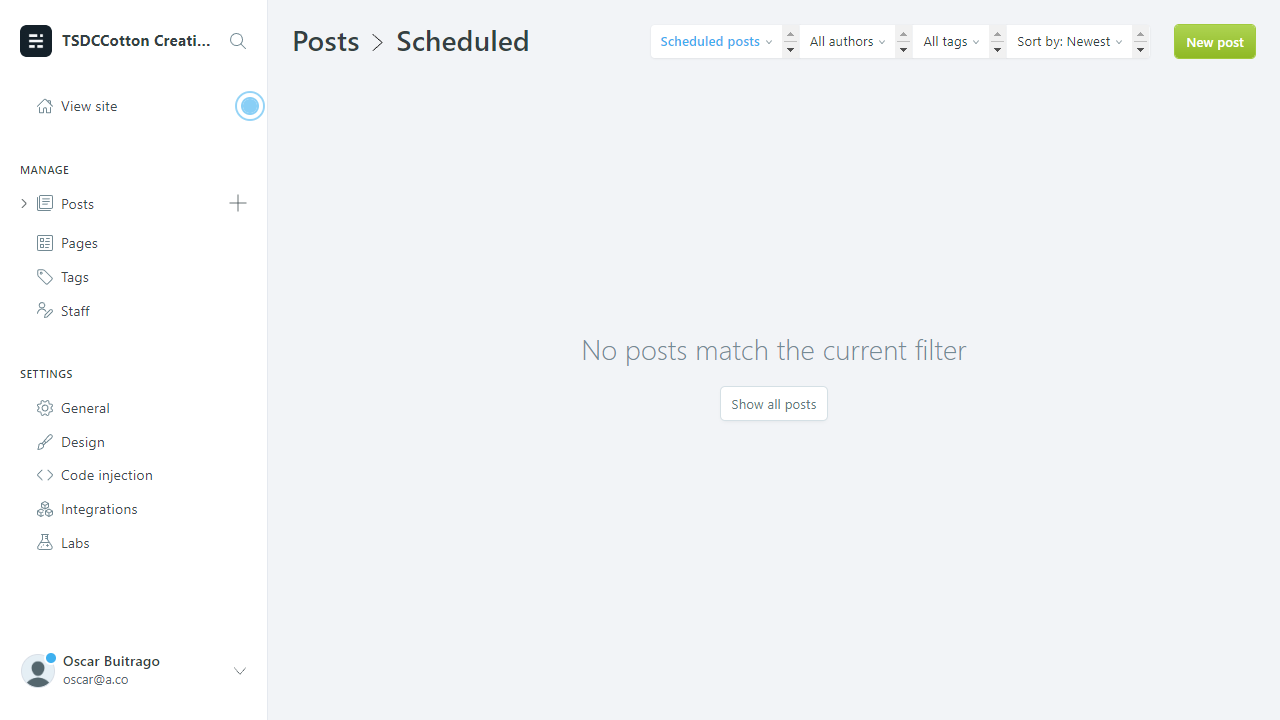 TSDCCotton Creati...
View site
MANAGE
Posts
Pages
Tags
Staff
SETTINGS
General
Design
Code injection
Integrations
Labs
Oscar Buitrago
oscar@a.co
Posts > Scheduled
Scheduled posts
All authors
All tags
Sort by: Newest
New post
No posts match the current filter
Show all posts